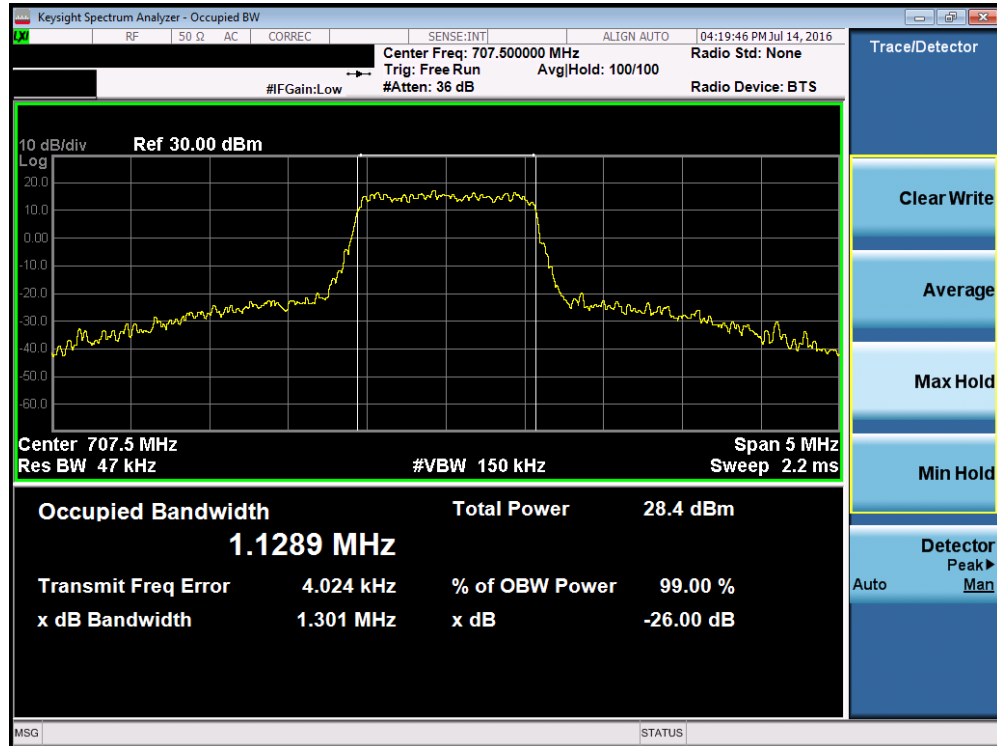 Keysight Spectrum Analyzer - Occupied BW
LXI RF 50 Ω AC CORREC SENSE:INT ALIGN AUTO 04:19:46 PM Jul 14, 2016
Center Freq: 707.500000 MHz Radio Std: None
Trig: Free Run Avg|Hold: 100/100
#IFGain:Low #Atten: 36 dB Radio Device: BTS
10 dB/div Ref 30.00 dBm
Log
20.0
10.0
0.00
-10.0
-20.0
-30.0
-40.0
-50.0
-60.0
Center 707.5 MHz Span 5 MHz
Res BW 47 kHz #VBW 150 kHz Sweep 2.2 ms
Occupied Bandwidth Total Power 28.4 dBm
1.1289 MHz
Transmit Freq Error 4.024 kHz % of OBW Power 99.00 %
x dB Bandwidth 1.301 MHz x dB -26.00 dB
MSG STATUS
Trace/Detector
Clear Write
Average
Max Hold
Min Hold
Detector
Peak▶
Auto Man